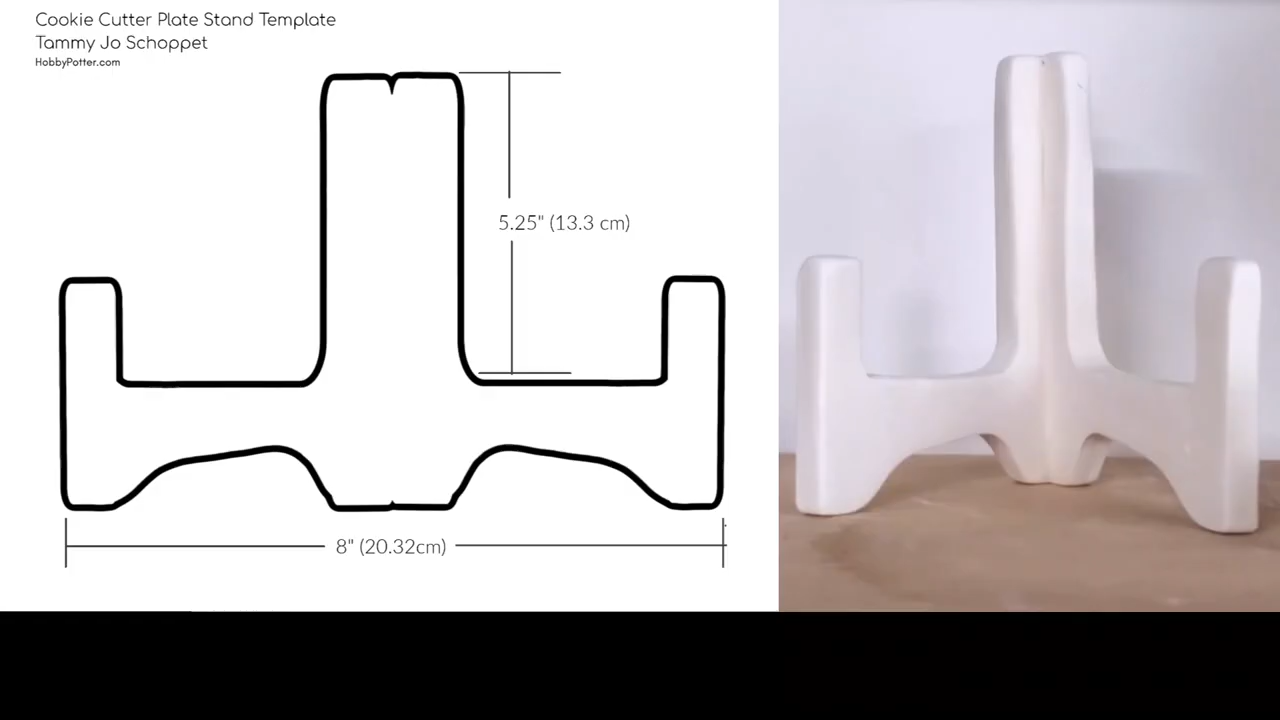 Cookie Cutter Plate Stand Template
Tammy Jo Schoppet
HobbyPotter.com
5.25" (13.3 cm)
8" (20.32cm)